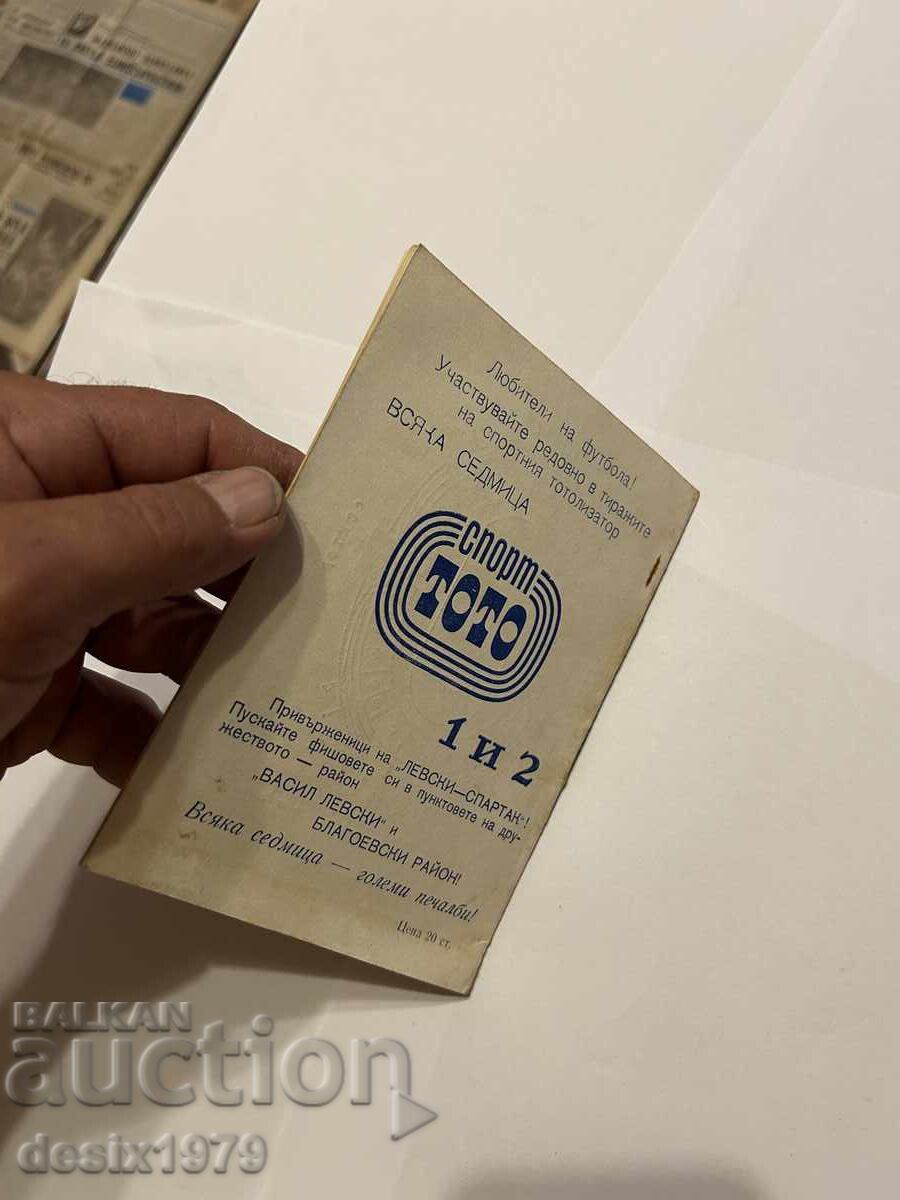 Любители на футбола!
Участвувайте редовно в тиражите
на спортния тотолизатор
ВСЯКА СЕДМИЦА
Спорт
ТОТО
1 и 2
Привърженици на „ЛЕВСКИ—СПАРТАК"!
Пускайте фишовете си в пунктовете на дру-
жеството — район
„ВАСИЛ ЛЕВСКИ" и
БЛАГОЕВСКИ РАЙОН!
Всяка седмица — големи печалби!
Цена 20 ст.
BALKAN
auction
desix1979